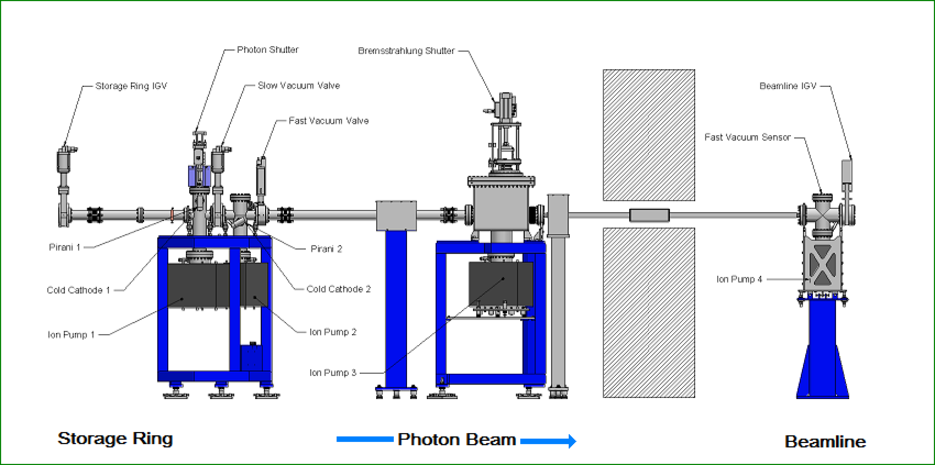 Photon Shutter
Bremsstrahlung Shutter
Storage Ring IGV
Slow Vacuum Valve
Beamline IGV
Fast Vacuum Valve
Fast Vacuum Sensor
Pirani 1
Pirani 2
Cold Cathode 1
Cold Cathode 2
Ion Pump 4
Ion Pump 1
Ion Pump 2
Ion Pump 3
Storage Ring
Photon Beam
Beamline